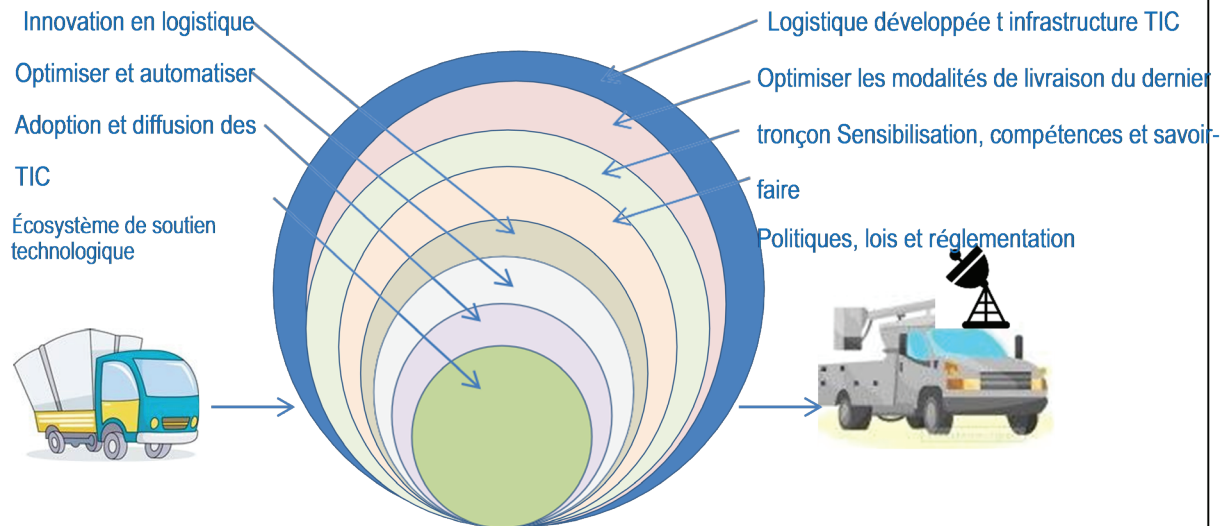 Innovation en logistique
Optimiser et automatiser
Adoption et diffusion des
TIC
Écosystème de soutien
technologique
Logistique développée t infrastructure TIC
Optimiser les modalités de livraison du dernier
tronçon Sensibilisation, compétences et savoir-
faire
Politiques, lois et réglementation